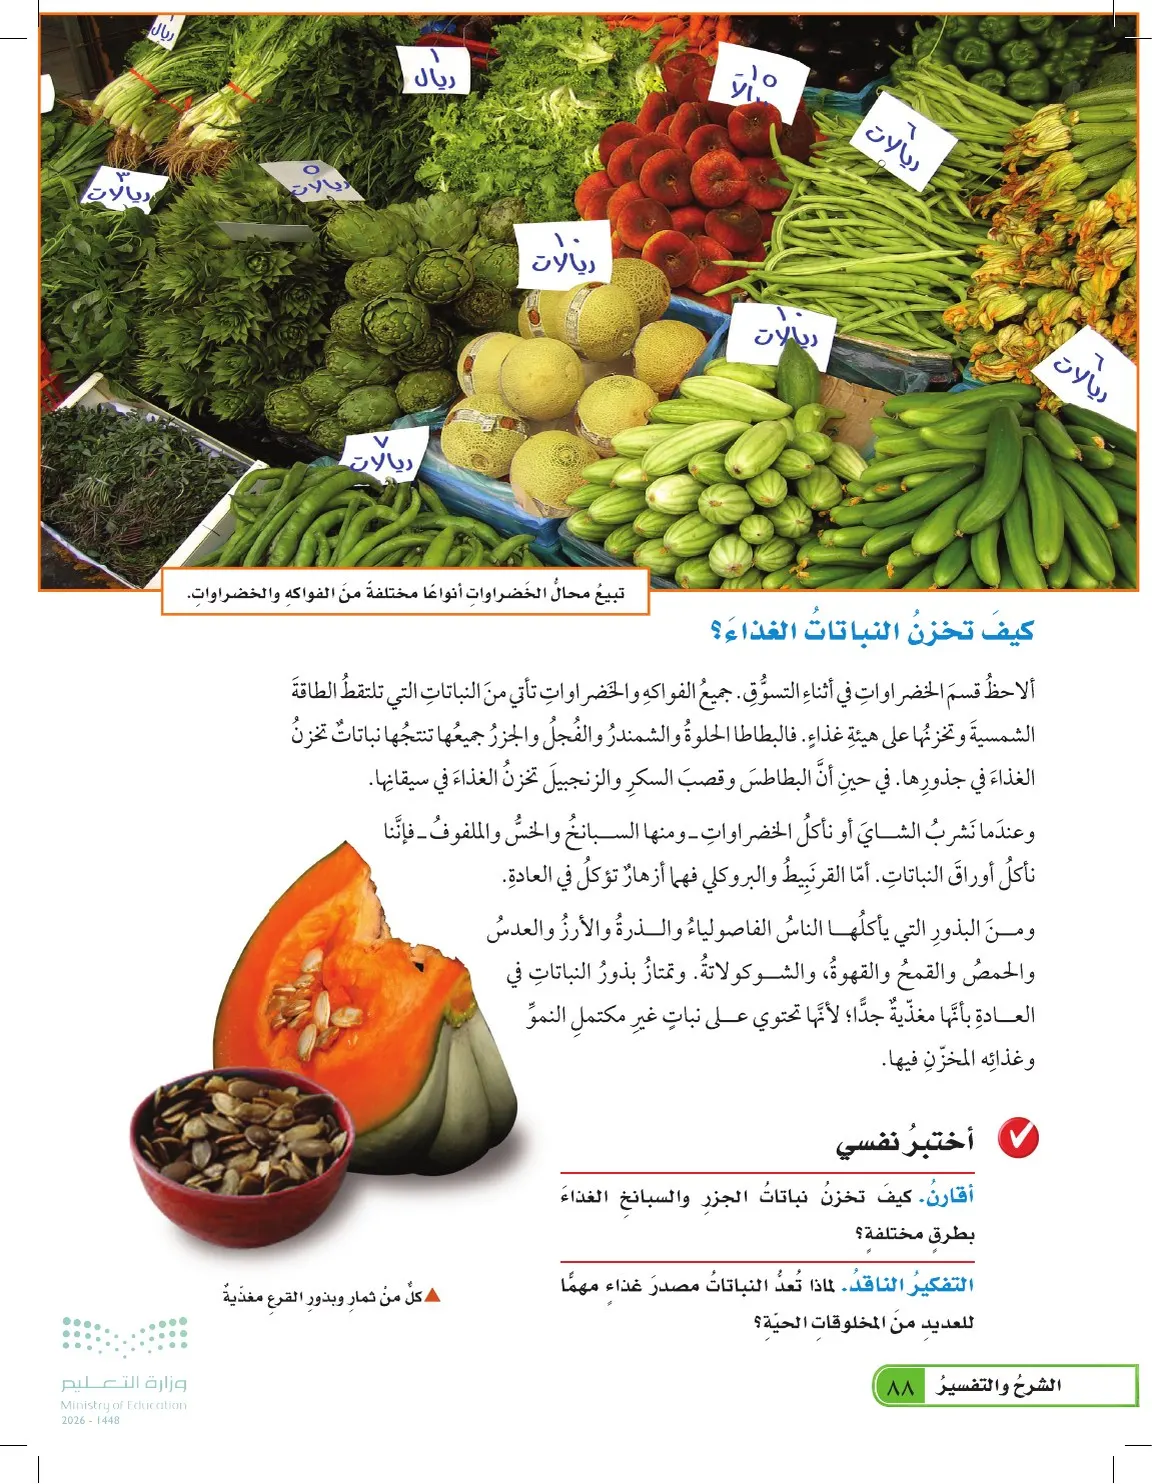 ريال
١
ريال
١٥
ريالات
٦
ريالات
٣
ريالات
٥
ريالات
١٠
ريالات
١٠
ريالات
٦
ريالات
٧
ريالات
تبيعُ محالُّ الخَضراواتِ أنواعًا مختلفةً منَ الفواكهِ والخضراواتِ.
كيفَ تخزنُ النباتاتُ الغذاءَ؟
ألاحظُ قسمَ الخضراواتِ في أثناءِ التسوُّقِ. جميعُ الفواكهِ والخَضراواتِ تأتي منَ النباتاتِ التي تلتقطُ الطاقةَ
الشمسيةَ وتخزنُها على هيئةِ غذاءٍ. فالبطاطا الحلوةُ والشمندرُ والفُجلُ والجزرُ جميعُها تنتجُها نباتاتٌ تخزنُ
الغذاءَ في جذورِها. في حينِ أنَّ البطاطسَ وقصبَ السكرِ والزنجبيلَ تخزنُ الغذاءَ في سيقانِها.
وعندَما نَشربُ الشايَ أو نأكلُ الخضراواتِ - ومنها السبانخُ والخسُّ والملفوفُ - فإنَّنا
نأكلُ أوراقَ النباتاتِ. أمّا القرنَبِيطُ والبروكلي فهما أزهارٌ تؤكلُ في العادةِ.
ومنَ البذورِ التي يأكلُها الناسُ الفاصولياءُ والذرةُ والأرزُ والعدسُ
والحمصُ والقمحُ والقهوةُ، والشوكولاتةُ. وتمتازُ بذورُ النباتاتِ في
العادةِ بأنَّها مغذّيةٌ جدًّا؛ لأنَّها تحتوي على نباتٍ غيرِ مكتملِ النموِّ
وغذائِه المخزّنِ فيها.
أختبرُ نفسي
أقارنُ. كيفَ تخزنُ نباتاتُ الجزرِ والسبانخِ الغذاءَ
بطرقٍ مختلفةٍ؟
التفكيرُ الناقدُ. لماذا تُعدُّ النباتاتُ مصدرَ غذاءٍ مهمًّا
للعديدِ منَ المخلوقاتِ الحيّةِ؟
كلٌّ منْ ثمارِ وبذورِ القرعِ مغذّيةٌ
وزارة التعليم
Ministry of Education
2026 - 1448
الشرحُ والتفسيرُ ٨٨